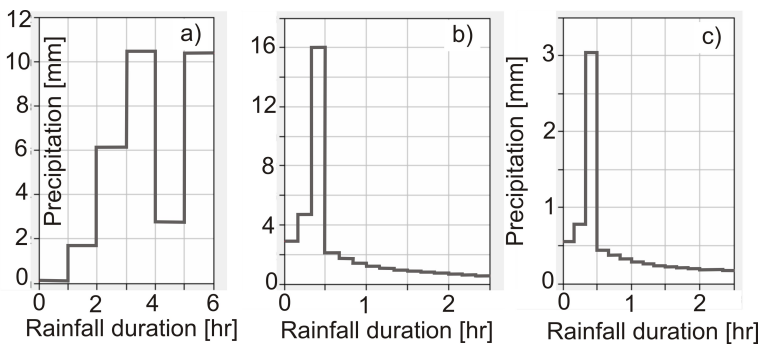 a)
Precipitation [mm]
12
10
8
6
4
2
0
0 2 4 6
Rainfall duration [hr]
b)
16
12
8
4
0
0 1 2
Rainfall duration [hr]
c)
Precipitation [mm]
3
2
1
0
0 1 2
Rainfall duration [hr]